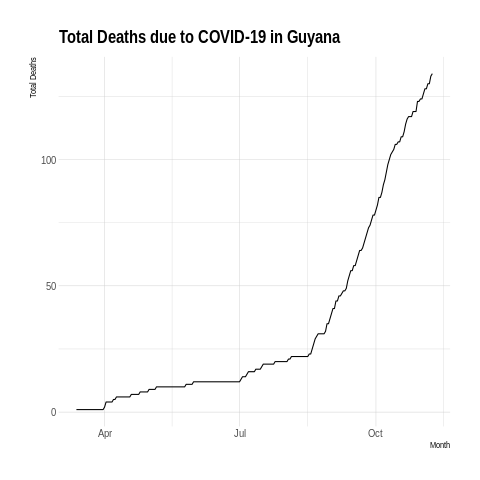 Total Deaths due to COVID-19 in Guyana
Total Deaths
100
50
0
Apr Jul Oct
Month